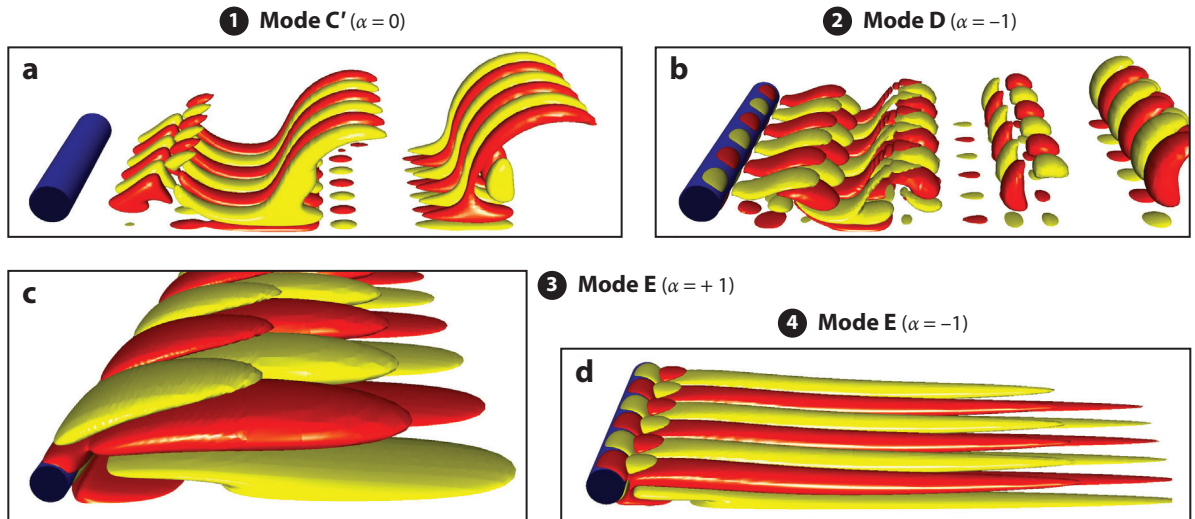 1 Mode C′ (α = 0)
2 Mode D (α = –1)
a
b
c
3 Mode E (α = + 1)
4 Mode E (α = –1)
d